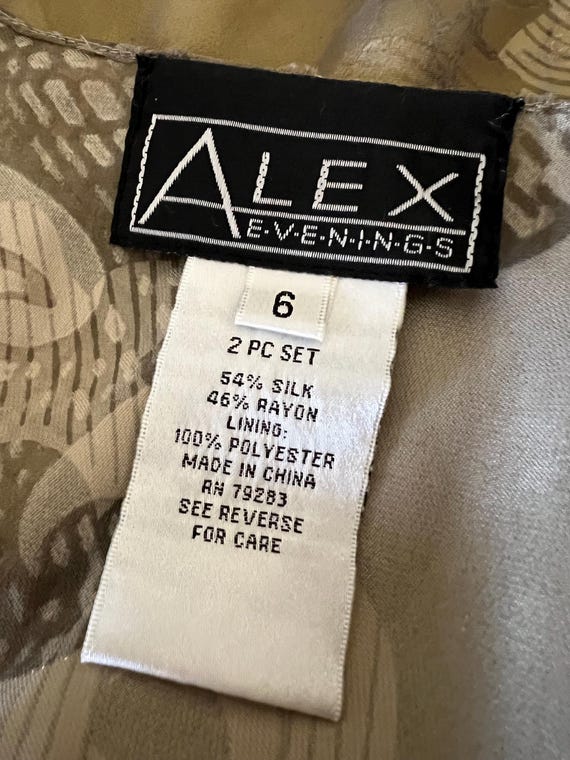 ALEX
E·V·E·N·I·N·G·S
6
2 PC SET
54% SILK
46% RAYON
LINING:
100% POLYESTER
MADE IN CHINA
RN 79283
SEE REVERSE
FOR CARE